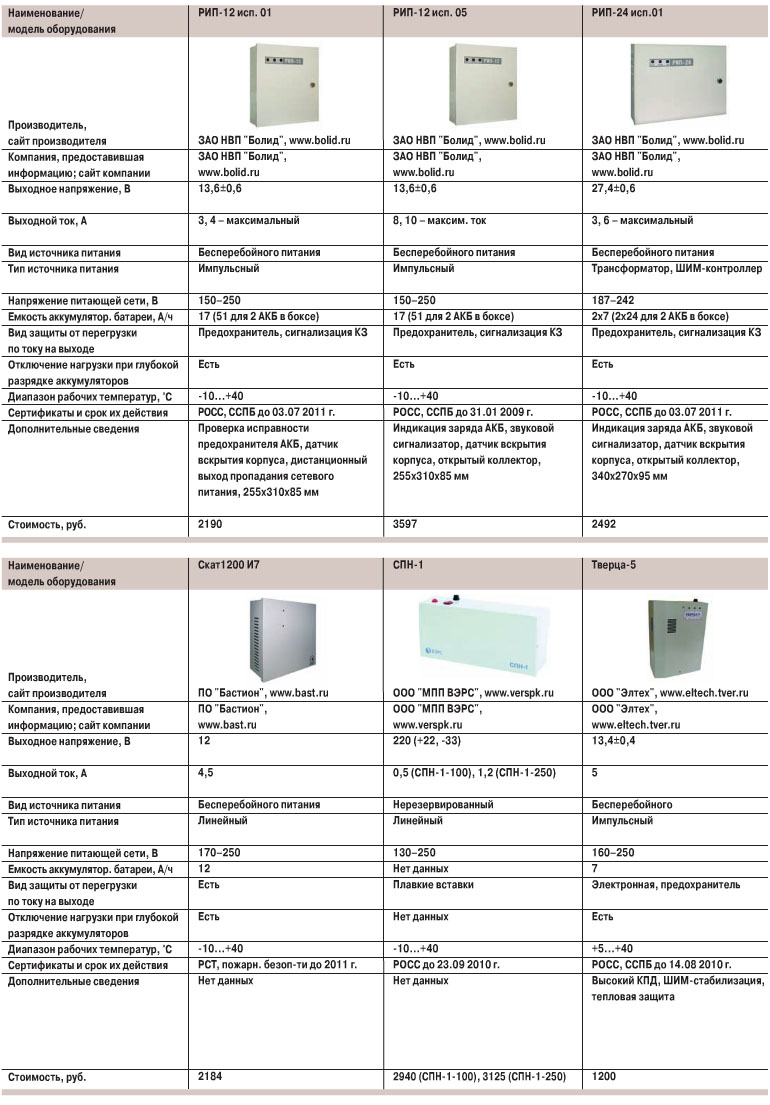 Наименование/ РИП-12 исп. 01 РИП-12 исп. 05 РИП-24 исп.01
модель оборудования
РИП-12 РИП-12 РИП-24
Производитель,
сайт производителя ЗАО НВП "Болид", www.bolid.ru ЗАО НВП "Болид", www.bolid.ru ЗАО НВП "Болид", www.bolid.ru
Компания, предоставившая ЗАО НВП "Болид", ЗАО НВП "Болид", ЗАО НВП "Болид",
информацию; сайт компании www.bolid.ru www.bolid.ru www.bolid.ru
Выходное напряжение, В 13,6±0,6 13,6±0,6 27,4±0,6
Выходной ток, А 3, 4 – максимальный 8, 10 – максим. ток 3, 6 – максимальный
Вид источника питания Бесперебойного питания Бесперебойного питания Бесперебойного питания
Тип источника питания Импульсный Импульсный Трансформатор, ШИМ-контроллер
Напряжение питающей сети, В 150–250 150–250 187–242
Емкость аккумулятор. батареи, А/ч 17 (51 для 2 АКБ в боксе) 17 (51 для 2 АКБ в боксе) 2х7 (2х24 для 2 АКБ в боксе)
Вид защиты от перегрузки Предохранитель, сигнализация КЗ Предохранитель, сигнализация КЗ Предохранитель, сигнализация КЗ
по току на выходе
Отключение нагрузки при глубокой Есть Есть Есть
разрядке аккумуляторов
Диапазон рабочих температур, °С -10…+40 -10…+40 -10…+40
Сертификаты и срок их действия РОСС, ССПБ до 03.07 2011 г. РОСС, ССПБ до 31.01 2009 г. РОСС, ССПБ до 03.07 2011 г.
Дополнительные сведения Проверка исправности Индикация заряда АКБ, звуковой Индикация заряда АКБ, звуковой
предохранителя АКБ, датчик сигнализатор, датчик вскрытия сигнализатор, датчик вскрытия
вскрытия корпуса, дистанционный корпуса, открытый коллектор, корпуса, открытый коллектор,
выход пропадания сетевого 255х310х85 мм 340х270х95 мм
питания, 255х310х85 мм
Стоимость, руб. 2190 3597 2492
Наименование/ Скат1200 И7 СПН-1 Тверца-5
модель оборудования
ВЭРС СПН-1
Производитель,
сайт производителя ПО "Бастион", www.bast.ru ООО "МПП ВЭРС", www.verspk.ru ООО "Элтех", www.eltech.tver.ru
Компания, предоставившая ПО "Бастион", ООО "МПП ВЭРС", ООО "Элтех",
информацию; сайт компании www.bast.ru www.verspk.ru www.eltech.tver.ru
Выходное напряжение, В 12 220 (+22, -33) 13,4±0,4
Выходной ток, А 4,5 0,5 (СПН-1-100), 1,2 (СПН-1-250) 5
Вид источника питания Бесперебойного питания Нерезервированный Бесперебойного
Тип источника питания Линейный Линейный Импульсный
Напряжение питающей сети, В 170–250 130–250 160–250
Емкость аккумулятор. батареи, А/ч 12 Нет данных 7
Вид защиты от перегрузки Есть Плавкие вставки Электронная, предохранитель
по току на выходе
Отключение нагрузки при глубокой Есть Нет данных Есть
разрядке аккумуляторов
Диапазон рабочих температур, °С -10…+40 -10…+40 +5…+40
Сертификаты и срок их действия РСТ, пожарн. безоп-ти до 2011 г. РОСС до 23.09 2010 г. РОСС, ССПБ до 14.08 2010 г.
Дополнительные сведения Нет данных Нет данных Высокий КПД, ШИМ-стабилизация,
тепловая защита
Стоимость, руб. 2184 2940 (СПН-1-100), 3125 (СПН-1-250) 1200